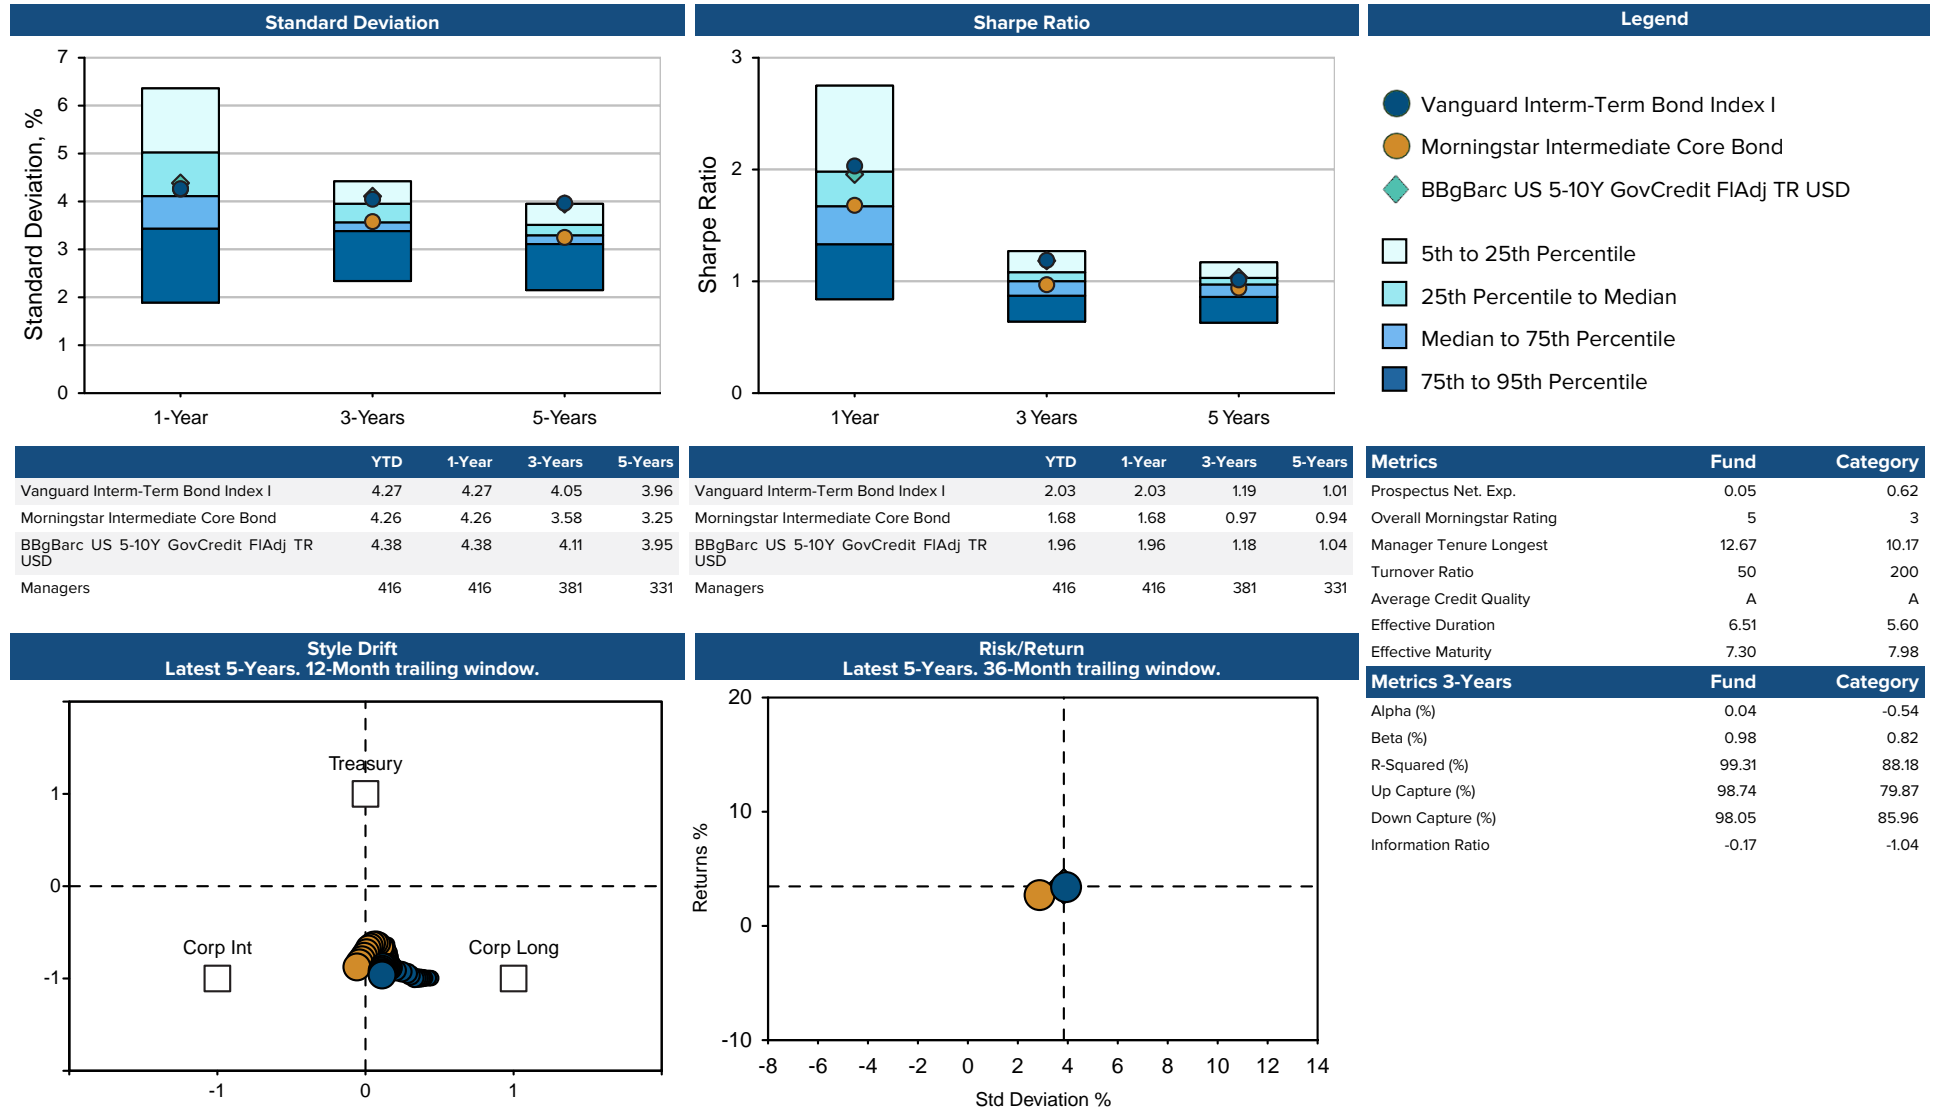 Standard Deviation
7
6
5
4
3
2
1
0
Standard Deviation, %
1-Year 3-Years 5-Years
Sharpe Ratio
3
2
1
0
Sharpe Ratio
1 Year 3 Years 5 Years
Legend
Vanguard Interm-Term Bond Index I
Morningstar Intermediate Core Bond
BBgBarc US 5-10Y GovCredit FlAdj TR USD
5th to 25th Percentile
25th Percentile to Median
Median to 75th Percentile
75th to 95th Percentile
YTD 1-Year 3-Years 5-Years
Vanguard Interm-Term Bond Index I 4.27 4.27 4.05 3.96
Morningstar Intermediate Core Bond 4.26 4.26 3.58 3.25
BBgBarc US 5-10Y GovCredit FlAdj TR 4.38 4.38 4.11 3.95
USD
Managers 416 416 381 331
YTD 1-Year 3-Years 5-Years
Vanguard Interm-Term Bond Index I 2.03 2.03 1.19 1.01
Morningstar Intermediate Core Bond 1.68 1.68 0.97 0.94
BBgBarc US 5-10Y GovCredit FlAdj TR 1.96 1.96 1.18 1.04
USD
Managers 416 416 381 331
Metrics Fund Category
Prospectus Net. Exp. 0.05 0.62
Overall Morningstar Rating 5 3
Manager Tenure Longest 12.67 10.17
Turnover Ratio 50 200
Average Credit Quality A A
Effective Duration 6.51 5.60
Effective Maturity 7.30 7.98
Metrics 3-Years Fund Category
Alpha (%) 0.04 -0.54
Beta (%) 0.98 0.82
R-Squared (%) 99.31 88.18
Up Capture (%) 98.74 79.87
Down Capture (%) 98.05 85.96
Information Ratio -0.17 -1.04
Style Drift
Latest 5-Years. 12-Month trailing window.
Treasury
1
0
Corp Int Corp Long
-1
-1 0 1
Risk/Return
Latest 5-Years. 36-Month trailing window.
20
10
0
-10
Returns %
-8 -6 -4 -2 0 2 4 6 8 10 12 14
Std Deviation %